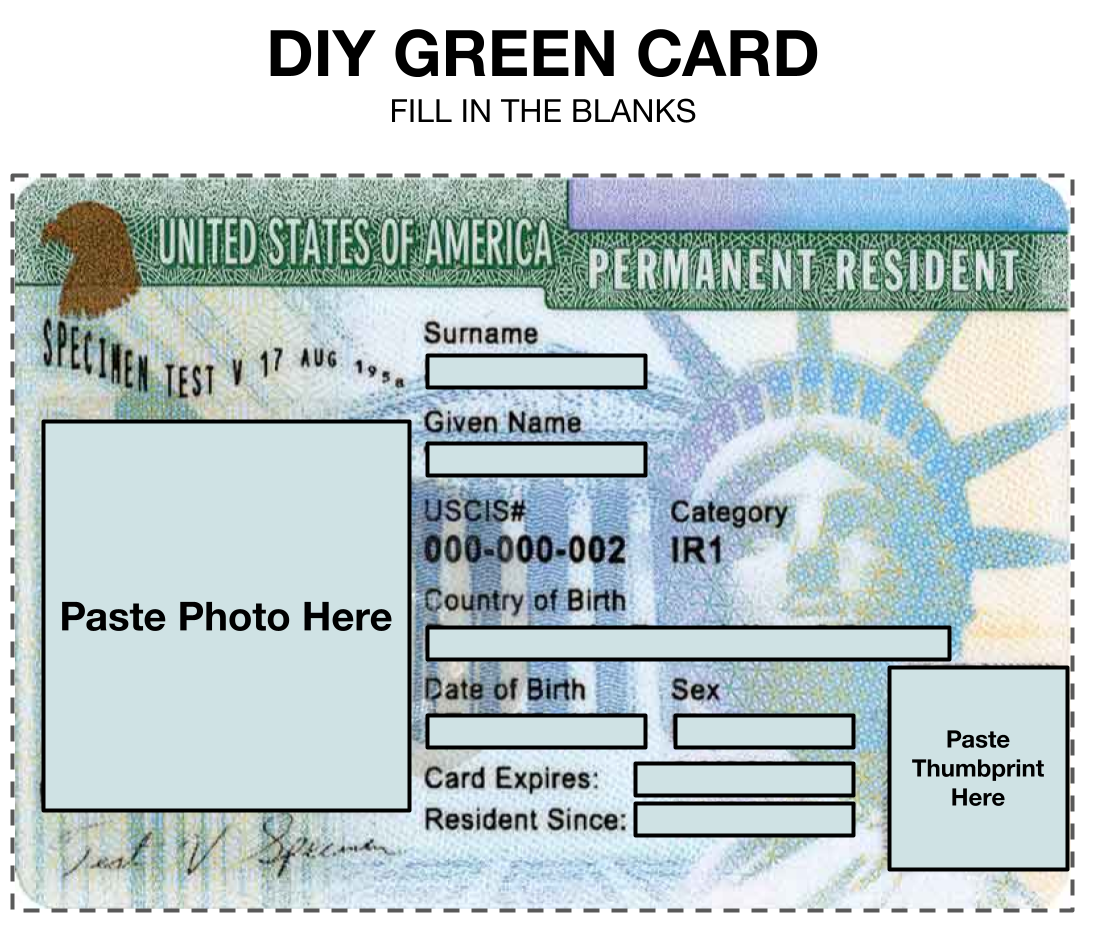 DIY GREEN CARD
FILL IN THE BLANKS
UNITED STATES OF AMERICA
PERMANENT RESIDENT
SPECIMEN TEST V 17 AUG 1958
Surname
Given Name
USCIS# Category
000-000-002 IR1
Country of Birth
Paste Photo Here
Date of Birth Sex
Paste
Thumbprint
Here
Card Expires:
Resident Since:
Test V Specimen